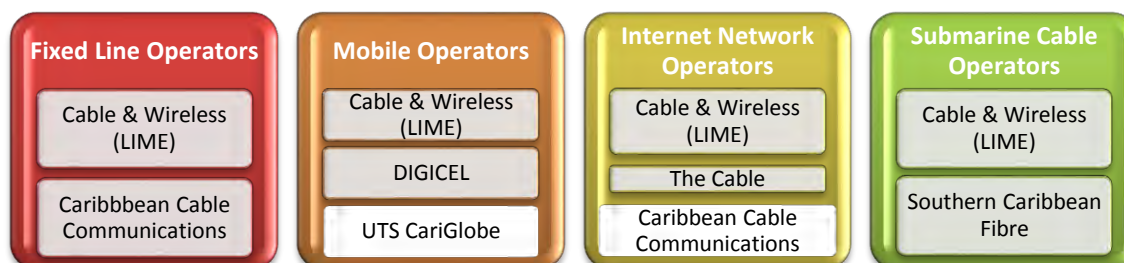 Fixed Line Operators
Cable & Wireless
(LIME)
Caribbbean Cable
Communications
Mobile Operators
Cable & Wireless
(LIME)
DIGICEL
UTS CariGlobe
Internet Network
Operators
Cable & Wireless
(LIME)
The Cable
Caribbean Cable
Communications
Submarine Cable
Operators
Cable & Wireless
(LIME)
Southern Caribbean
Fibre